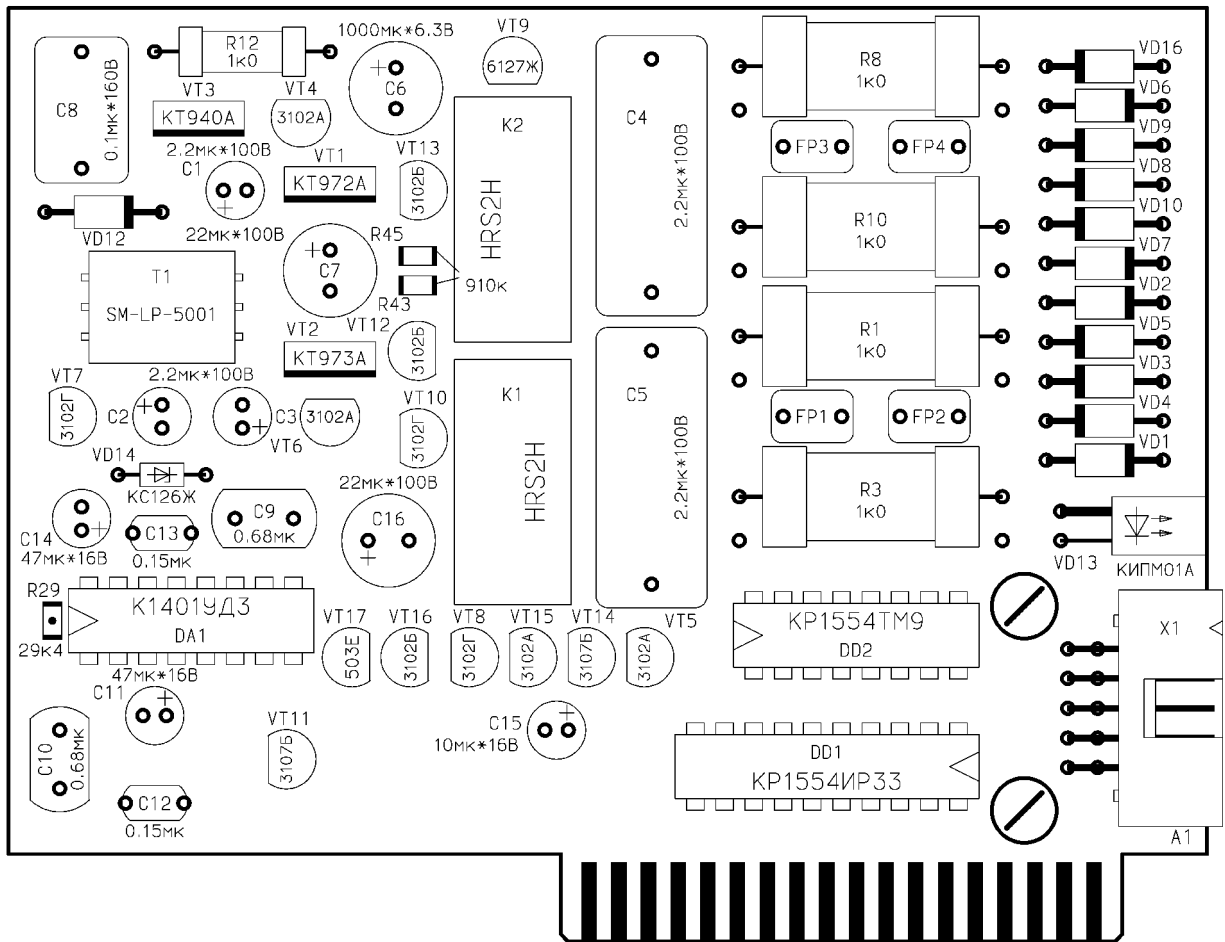 1000мк*6.3В
VT9
6127Ж
R12
1к0
C6
C8
0.1мк*160В
VT3
KT940A
VT4
3102А
K2
HRS2H
C4
2.2мк*100В
R8
1к0
FP3
FP4
VD16
VD6
VD9
VD8
VD10
VD7
VD2
VD5
VD3
VD4
VD1
2.2мк*100В
C1
VT1
KT972A
VT13
3102Б
VD12
22мк*100В
R45
R10
1к0
T1
SM-LP-5001
C7
910к
R43
VT2
KT973A
VT12
3102Б
R1
1к0
VT7
3102Г
2.2мк*100В
C2
C3
VT6
3102А
VT10
3102Г
K1
HRS2H
C5
2.2мк*100В
FP1
FP2
VD14
КС126Ж
22мк*100В
C16
R3
1к0
C14
47мк*16В
C13
0.15мк
C9
0.68мк
VD13
КИПМ01А
R29
29к4
К1401УД3
DA1
VT17
503Е
VT16
3102Б
VT8
3102Г
VT15
3102А
VT14
3107Б
VT5
3102А
КР1554ТМ9
DD2
X1
47мк*16В
C11
C10
0.68мк
VT11
3107Б
C15
10мк*16В
DD1
КР1554ИР33
C12
0.15мк
A1